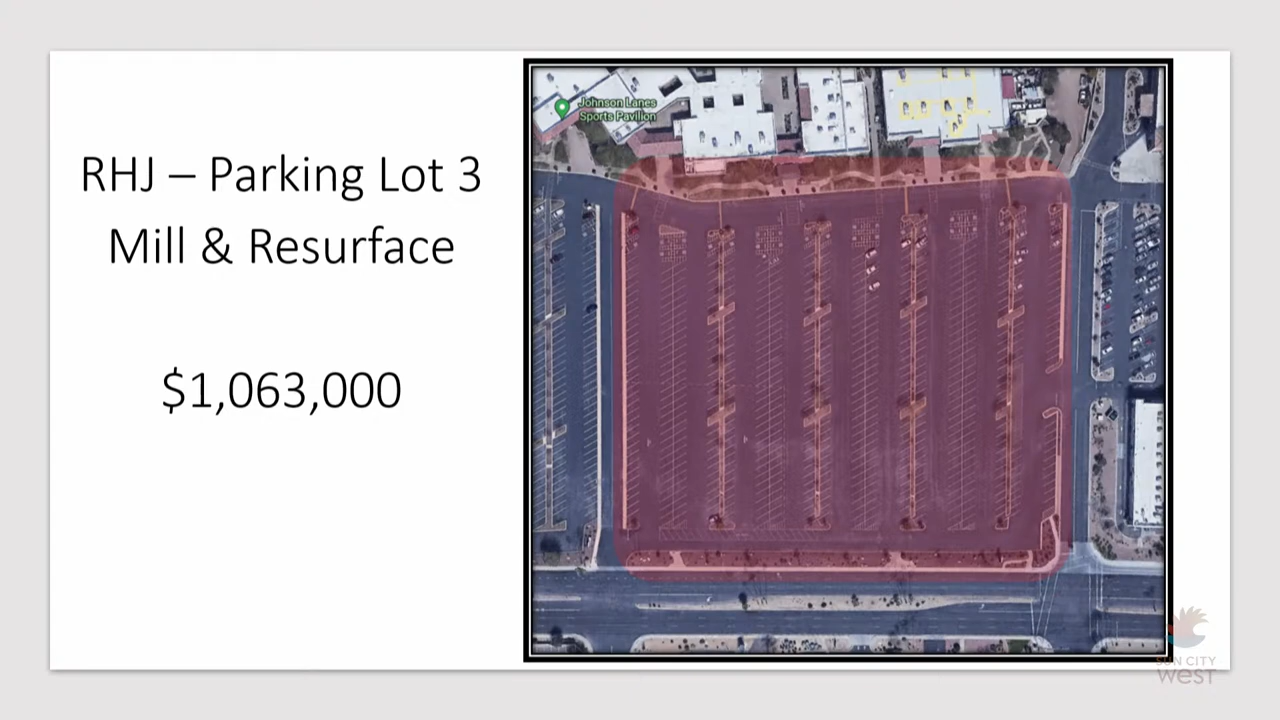 RHJ – Parking Lot 3
Mill & Resurface
$1,063,000
Johnson Lanes
Sports Pavilion
SUN CITY
west